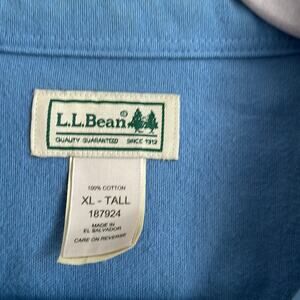 L.L.Bean®
QUALITY GUARANTEED SINCE 1912
100% COTTON
XL - TALL
187924
MADE IN
EL SALVADOR
CARE ON REVERSE